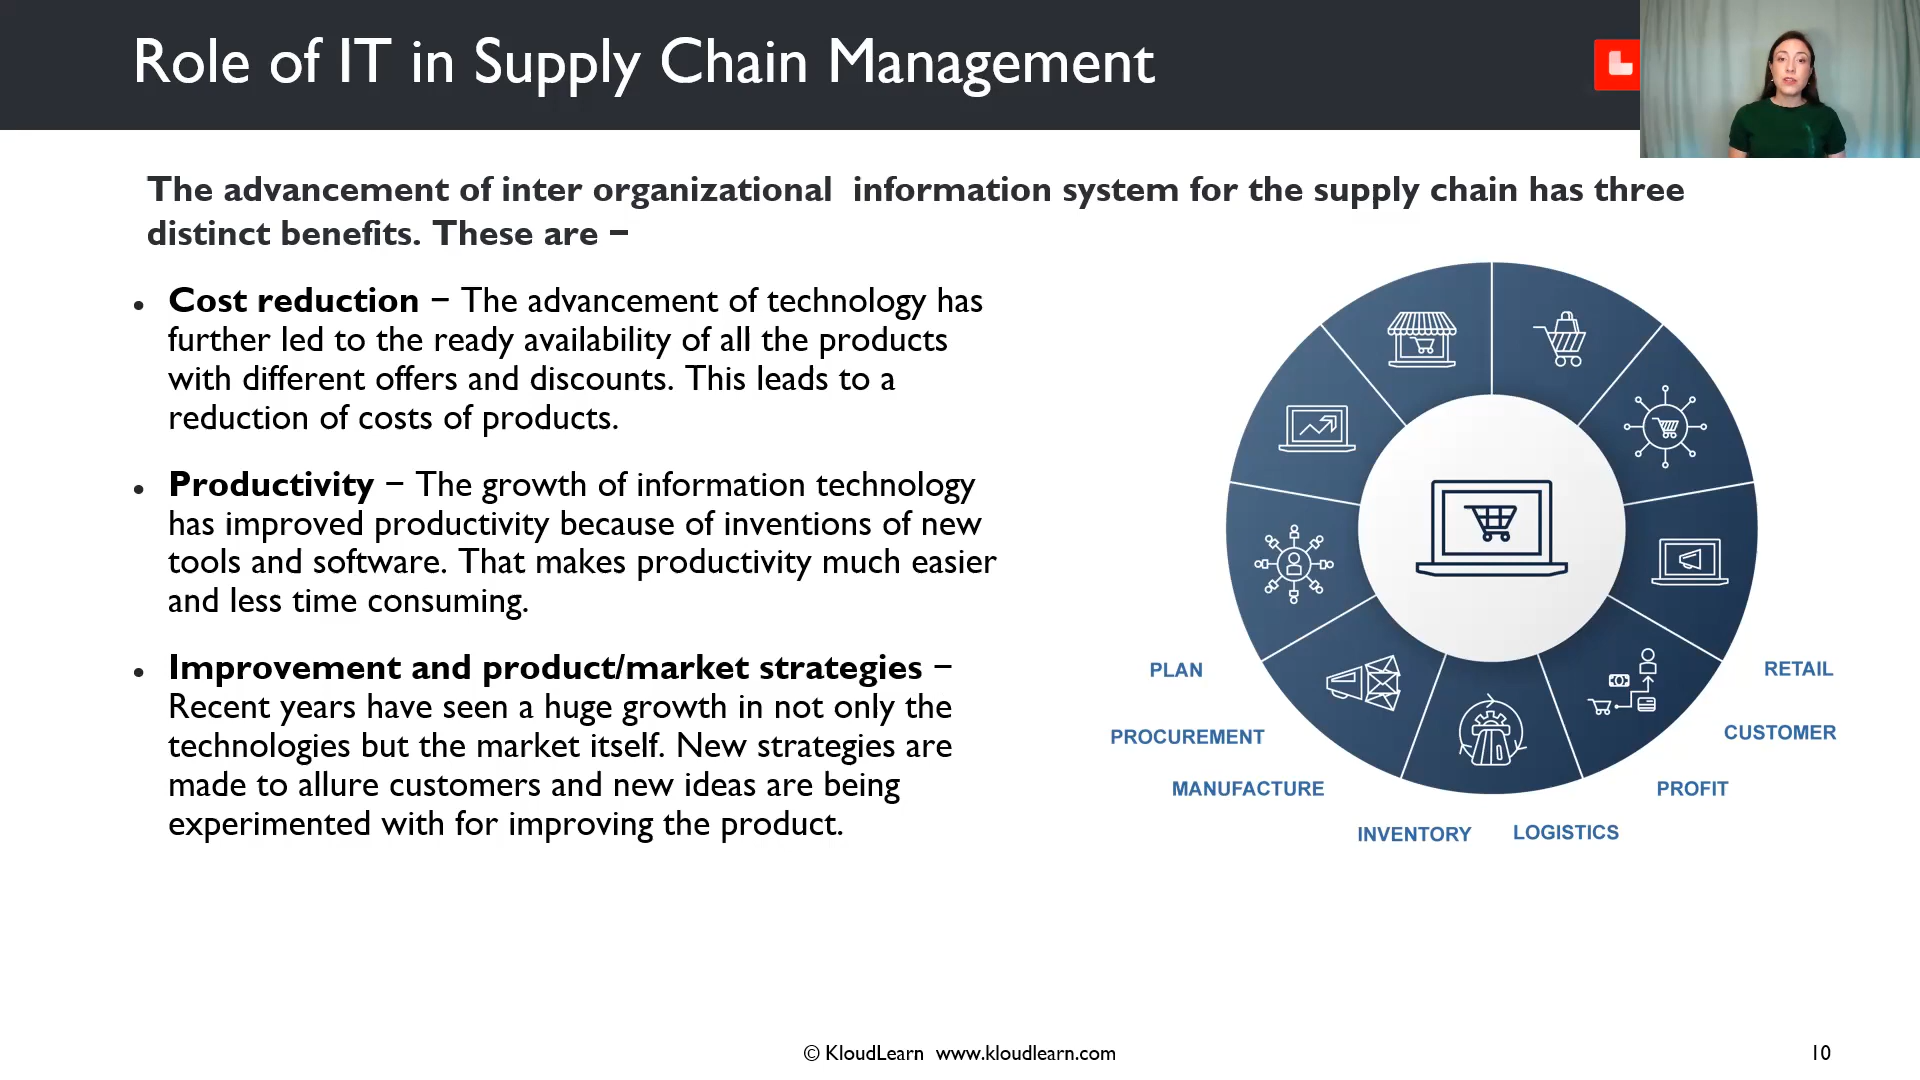 Role of IT in Supply Chain Management
The advancement of inter organizational  information system for the supply chain has three
distinct benefits. These are −
• Cost reduction − The advancement of technology has
further led to the ready availability of all the products
with different offers and discounts. This leads to a
reduction of costs of products.
• Productivity − The growth of information technology
has improved productivity because of inventions of new
tools and software. That makes productivity much easier
and less time consuming.
• Improvement and product/market strategies −
Recent years have seen a huge growth in not only the
technologies but the market itself. New strategies are
made to allure customers and new ideas are being
experimented with for improving the product.
PLAN
PROCUREMENT
MANUFACTURE
INVENTORY
LOGISTICS
PROFIT
CUSTOMER
RETAIL
© KloudLearn  www.kloudlearn.com
10